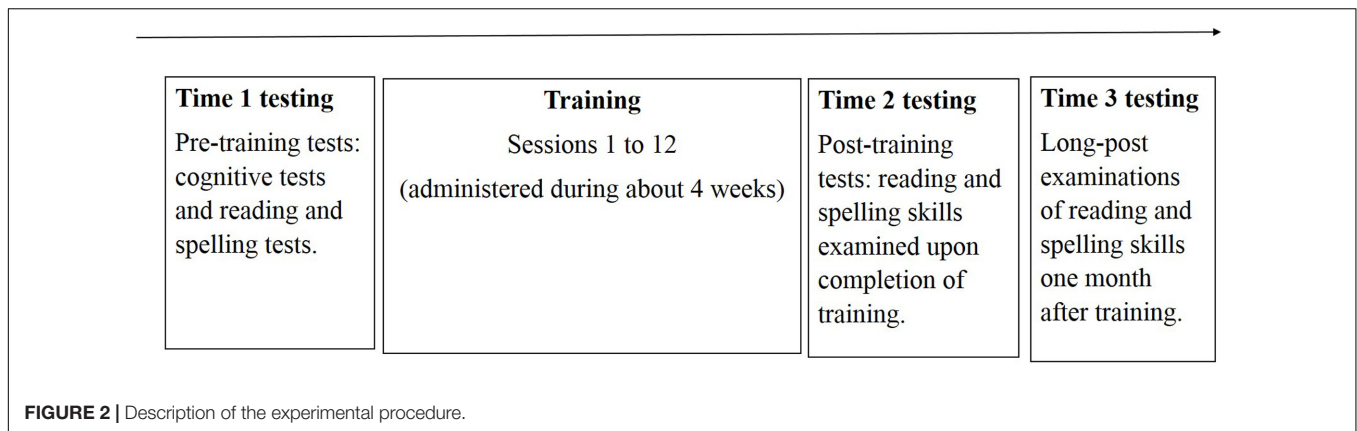 Time 1 testing
Pre-training tests:
cognitive tests
and reading and
spelling tests.
Training
Sessions 1 to 12
(administered during about 4 weeks)
Time 2 testing
Post-training
tests: reading and
spelling skills
examined upon
completion of
training.
Time 3 testing
Long-post
examinations
of reading and
spelling skills
one month
after training.
FIGURE 2 | Description of the experimental procedure.